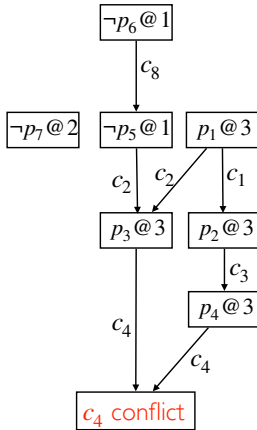 ¬p₆@1
c₈
¬p₇@2 ¬p₅@1 p₁@3
c₂ c₂ c₁
p₃@3 p₂@3
c₃
p₄@3
c₄ c₄
c₄ conflict